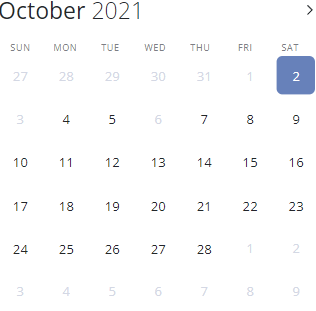 October 2021 >
SUN MON TUE WED THU FRI SAT
27 28 29 30 31 1 2
3 4 5 6 7 8 9
10 11 12 13 14 15 16
17 18 19 20 21 22 23
24 25 26 27 28 1 2
3 4 5 6 7 8 9